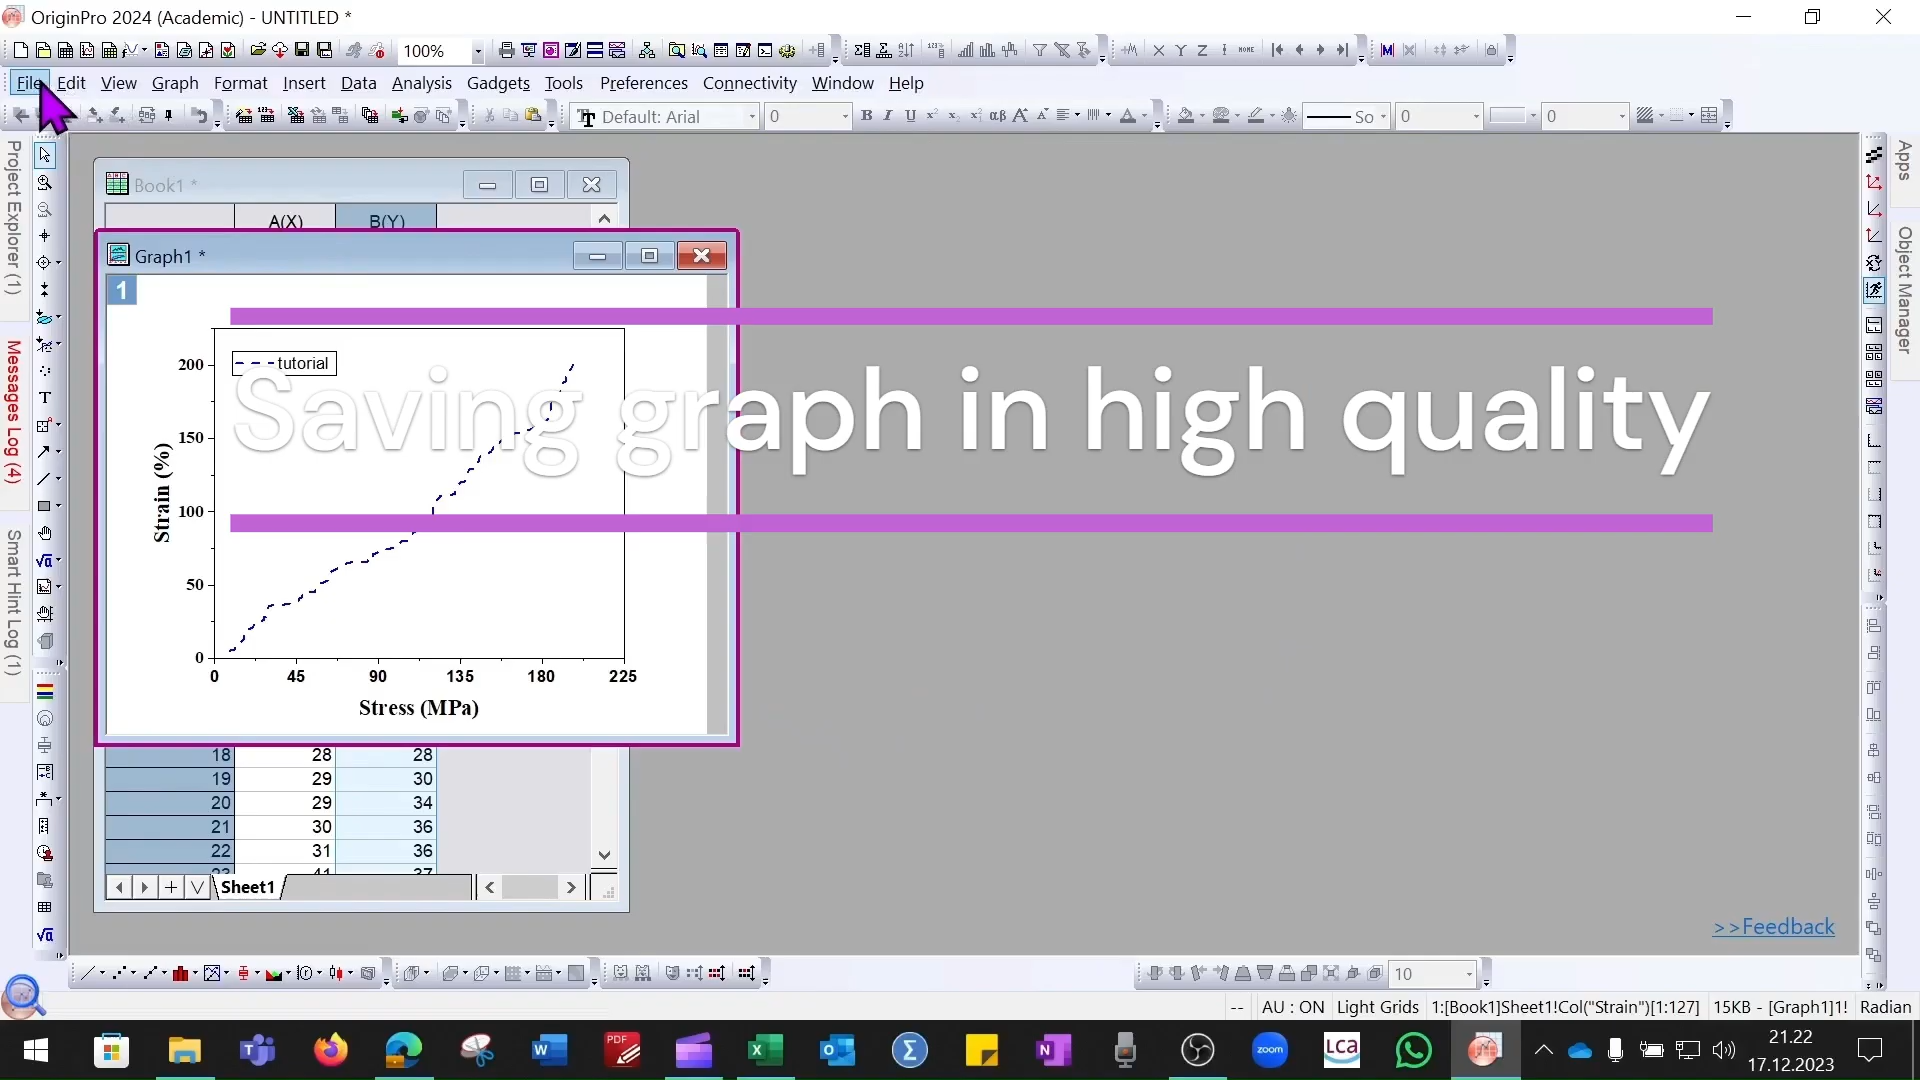 OriginPro 2024 (Academic) - UNTITLED *
100%
File Edit View Graph Format Insert Data Analysis Gadgets Tools Preferences Connectivity Window Help
Default: Arial 0 B I U αβ A So 0 0
Project Explorer (1)
Messages Log (4)
Smart Hint Log (1)
Apps
Object Manager
Book1 *
A(X) B(Y)
Graph1 *
1
tutorial
Saving graph in high quality
200
150
100
50
0
Strain (%)
0 45 90 135 180 225
Stress (MPa)
18 28 28
19 29 30
20 29 34
21 30 36
22 31 36
Sheet1
>>Feedback
10
-- AU : ON Light Grids 1:[Book1]Sheet1!Col("Strain")[1:127] 15KB - [Graph1]1! Radian
21.22
17.12.2023
PDF
zoom
LCA